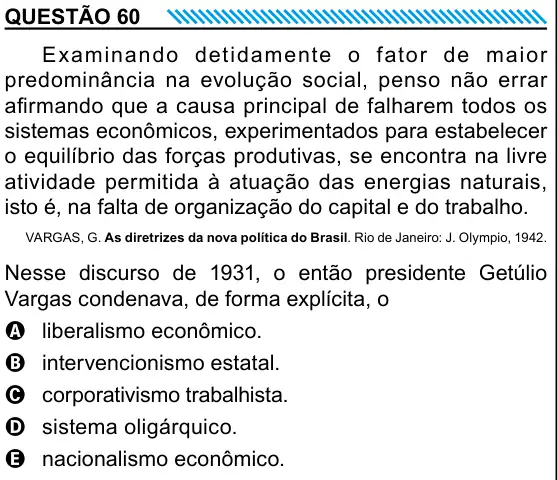 QUESTÃO 60
Examinando detidamente o fator de maior
predominância na evolução social, penso não errar
afirmando que a causa principal de falharem todos os
sistemas econômicos, experimentados para estabelecer
o equilíbrio das forças produtivas, se encontra na livre
atividade permitida à atuação das energias naturais,
isto é, na falta de organização do capital e do trabalho.
VARGAS, G. As diretrizes da nova política do Brasil. Rio de Janeiro: J. Olympio, 1942.
Nesse discurso de 1931, o então presidente Getúlio
Vargas condenava, de forma explícita, o
A liberalismo econômico.
B intervencionismo estatal.
C corporativismo trabalhista.
D sistema oligárquico.
E nacionalismo econômico.